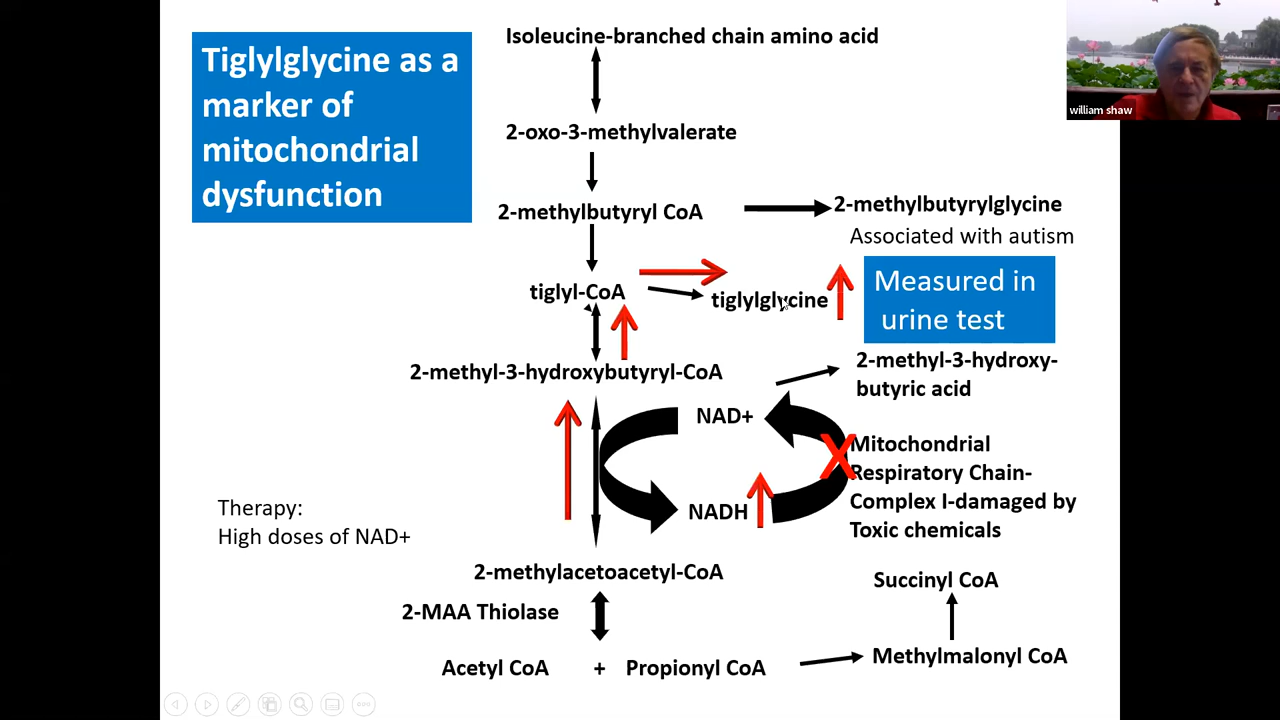 Tiglylglycine as a
marker of
mitochondrial
dysfunction
Isoleucine-branched chain amino acid
william shaw
2-oxo-3-methylvalerate
2-methylbutyryl CoA
2-methylbutyrylglycine
Associated with autism
tiglyl-CoA
tiglylglycine
Measured in
urine test
2-methyl-3-hydroxybutyryl-CoA
2-methyl-3-hydroxy-
butyric acid
NAD+
X
Mitochondrial
Respiratory Chain-
Complex I-damaged by
Toxic chemicals
NADH
Therapy:
High doses of NAD+
2-methylacetoacetyl-CoA
2-MAA Thiolase
Succinyl CoA
Acetyl CoA + Propionyl CoA
Methylmalonyl CoA